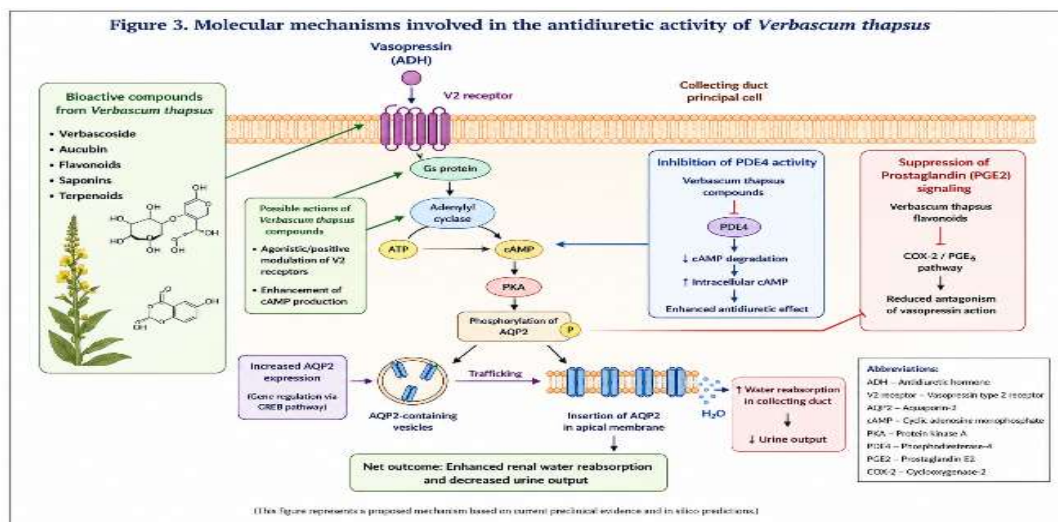 Figure 3. Molecular mechanisms involved in the antidiuretic activity of Verbascum thapsus
Vasopressin
(ADH)
V2 receptor
Collecting duct
principal cell
Bioactive compounds
from Verbascum thapsus
• Verbascoside
• Aucubin
• Flavonoids
• Saponins
• Terpenoids
OH
HO
OH
OH
O
OH
Gs protein
Adenylyl
cyclase
ATP
cAMP
PKA
Phosphorylation of
AQP2
P
Possible actions of
Verbascum thapsus
compounds
• Agonistic/positive
modulation of V2
receptors
• Enhancement of
cAMP production
Inhibition of PDE4 activity
Verbascum thapsus
compounds
PDE4
↓ cAMP degradation
↑ Intracellular cAMP
Enhanced antidiuretic effect
Suppression of
Prostaglandin (PGE2)
signaling
Verbascum thapsus
flavonoids
COX-2 / PGE
pathway
Reduced antagonism
of vasopressin action
Increased AQP2
expression
(Gene regulation via
CREB pathway)
Trafficking
AQP2-containing
vesicles
Insertion of AQP2
in apical membrane
H₂O
↑ Water reabsorption
in collecting duct
↓ Urine output
Net outcome: Enhanced renal water reabsorption
and decreased urine output
Abbreviations:
ADH – Antidiuretic hormone
V2 receptor – Vasopressin type 2 receptor
AQP2 – Aquaporin-2
cAMP – Cyclic adenosine monophosphate
PKA – Protein kinase A
PDE4 – Phosphodiesterase-4
PGE2 – Prostaglandin E2
COX-2 – Cyclooxygenase-2
(This figure represents a proposed mechanism based on current preclinical evidence and in silico predictions.)